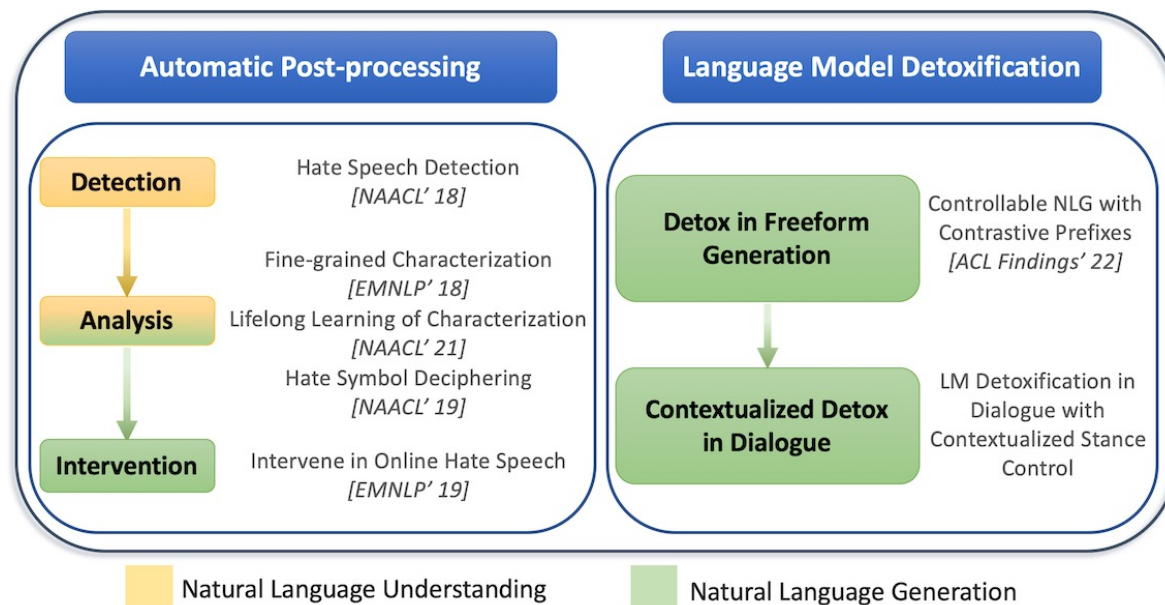 Automatic Post-processing
Language Model Detoxification
Detection
Hate Speech Detection
[NAACL' 18]
Fine-grained Characterization
[EMNLP' 18]
Analysis
Lifelong Learning of Characterization
[NAACL' 21]
Hate Symbol Deciphering
[NAACL' 19]
Intervention
Intervene in Online Hate Speech
[EMNLP' 19]
Detox in Freeform
Generation
Controllable NLG with
Contrastive Prefixes
[ACL Findings' 22]
Contextualized Detox
in Dialogue
LM Detoxification in
Dialogue with
Contextualized Stance
Control
Natural Language Understanding
Natural Language Generation